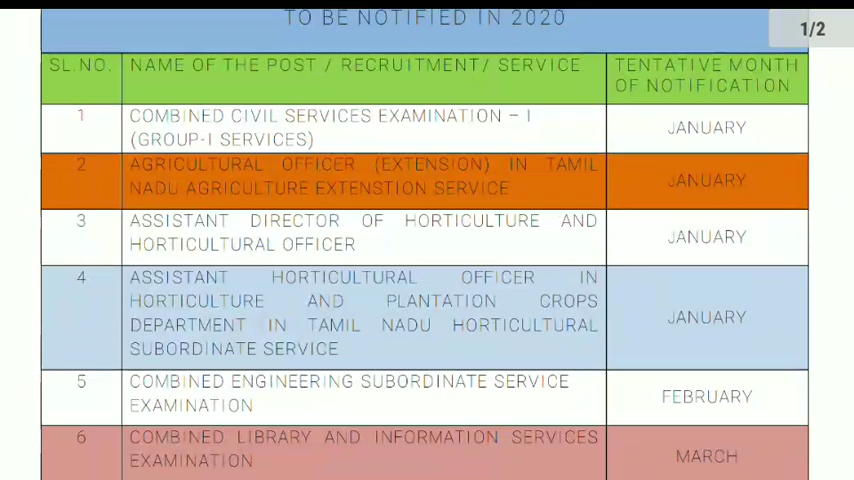 TO BE NOTIFIED IN 2020
1/2
SL.NO.
NAME OF THE POST / RECRUITMENT/ SERVICE
TENTATIVE MONTH
OF NOTIFICATION
1
COMBINED CIVIL SERVICES EXAMINATION – I
(GROUP-I SERVICES)
JANUARY
2
AGRICULTURAL OFFICER (EXTENSION) IN TAMIL
NADU AGRICULTURE EXTENSTION SERVICE
JANUARY
3
ASSISTANT DIRECTOR OF HORTICULTURE AND
HORTICULTURAL OFFICER
JANUARY
4
ASSISTANT HORTICULTURAL OFFICER IN
HORTICULTURE AND PLANTATION CROPS
DEPARTMENT IN TAMIL NADU HORTICULTURAL
SUBORDINATE SERVICE
JANUARY
5
COMBINED ENGINEERING SUBORDINATE SERVICE
EXAMINATION
FEBRUARY
6
COMBINED LIBRARY AND INFORMATION SERVICES
EXAMINATION
MARCH